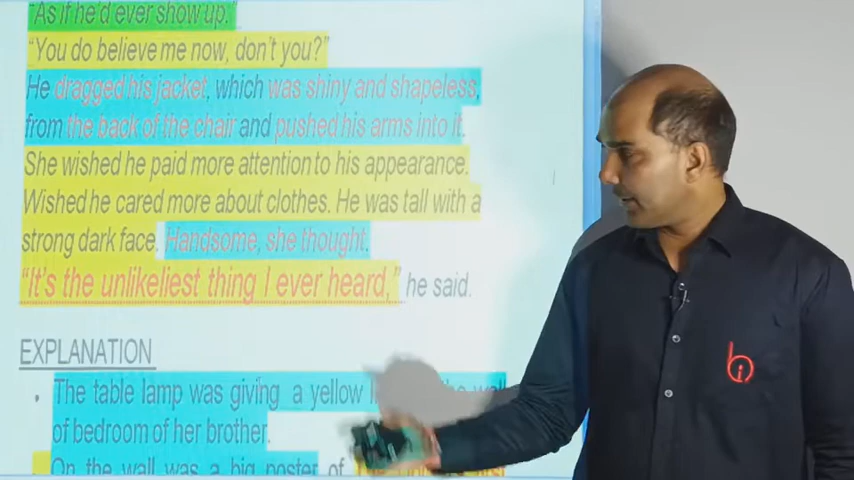 "As if he'd ever show up."
"You do believe me now, don't you?"
He dragged his jacket, which was shiny and shapeless,
from the back of the chair and pushed his arms into it.
She wished he paid more attention to his appearance.
Wished he cared more about clothes. He was tall with a
strong dark face. Handsome, she thought.
"It's the unlikeliest thing I ever heard," he said.
EXPLANATION
• The table lamp was giving a yellow the wall
of bedroom of her brother.
On the wall was a big poster of
bi